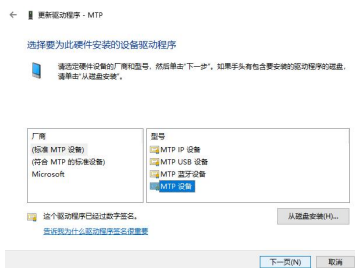 更新驱动程序 - MTP
选择要为此硬件安装的设备驱动程序
请选定硬件设备的厂商和型号，然后单击"下一步"。如果手头有包含要安装的驱动程序的磁盘，
请单击"从磁盘安装"。
厂商
(标准 MTP 设备)
(符合 MTP 的标准设备)
Microsoft
型号
MTP IP 设备
MTP USB 设备
MTP 蓝牙设备
MTP 设备
这个驱动程序已经过数字签名。
告诉我为什么驱动程序签名很重要
从磁盘安装(H)...
下一页(N)
取消